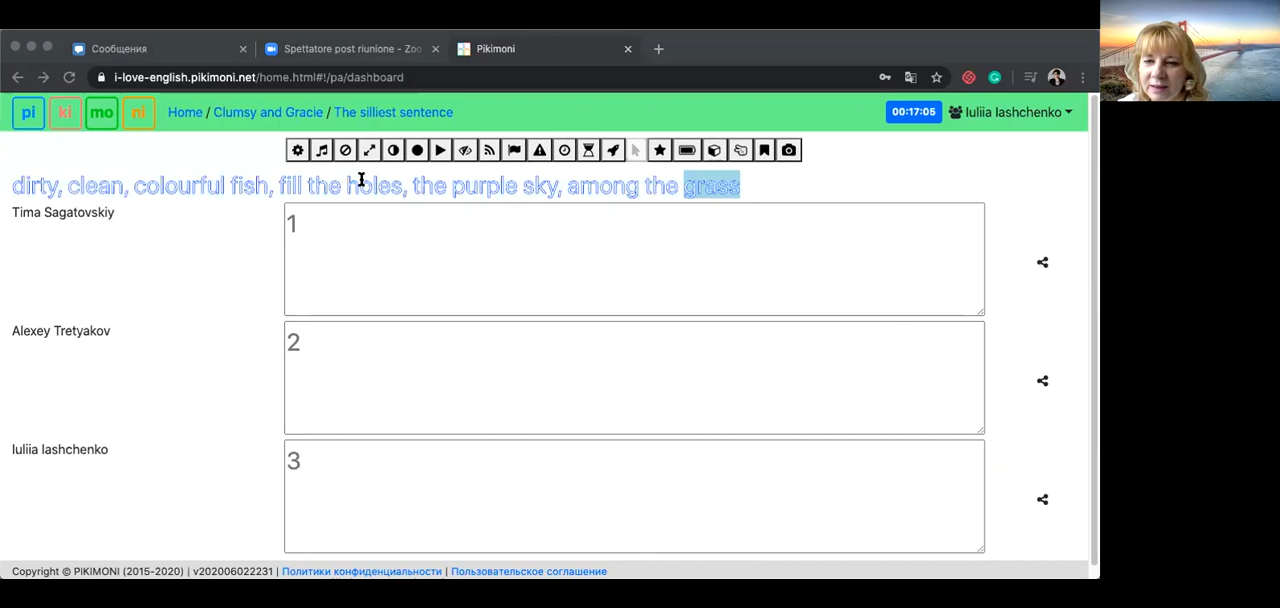 Сообщения
Spettatore post riunione - Zoo
Pikimoni
i-love-english.pikimoni.net/home.html#!/pa/dashboard
pi ki mo ni Home / Clumsy and Gracie / The silliest sentence 00:17:05 Iuliia Iashchenko
dirty, clean, colourful fish, fill the holes, the purple sky, among the grass
Tima Sagatovskiy
1
Alexey Tretyakov
2
Iuliia Iashchenko
3
Copyright © PIKIMONI (2015-2020) | v202006022231 | Политики конфиденциальности | Пользовательское соглашение